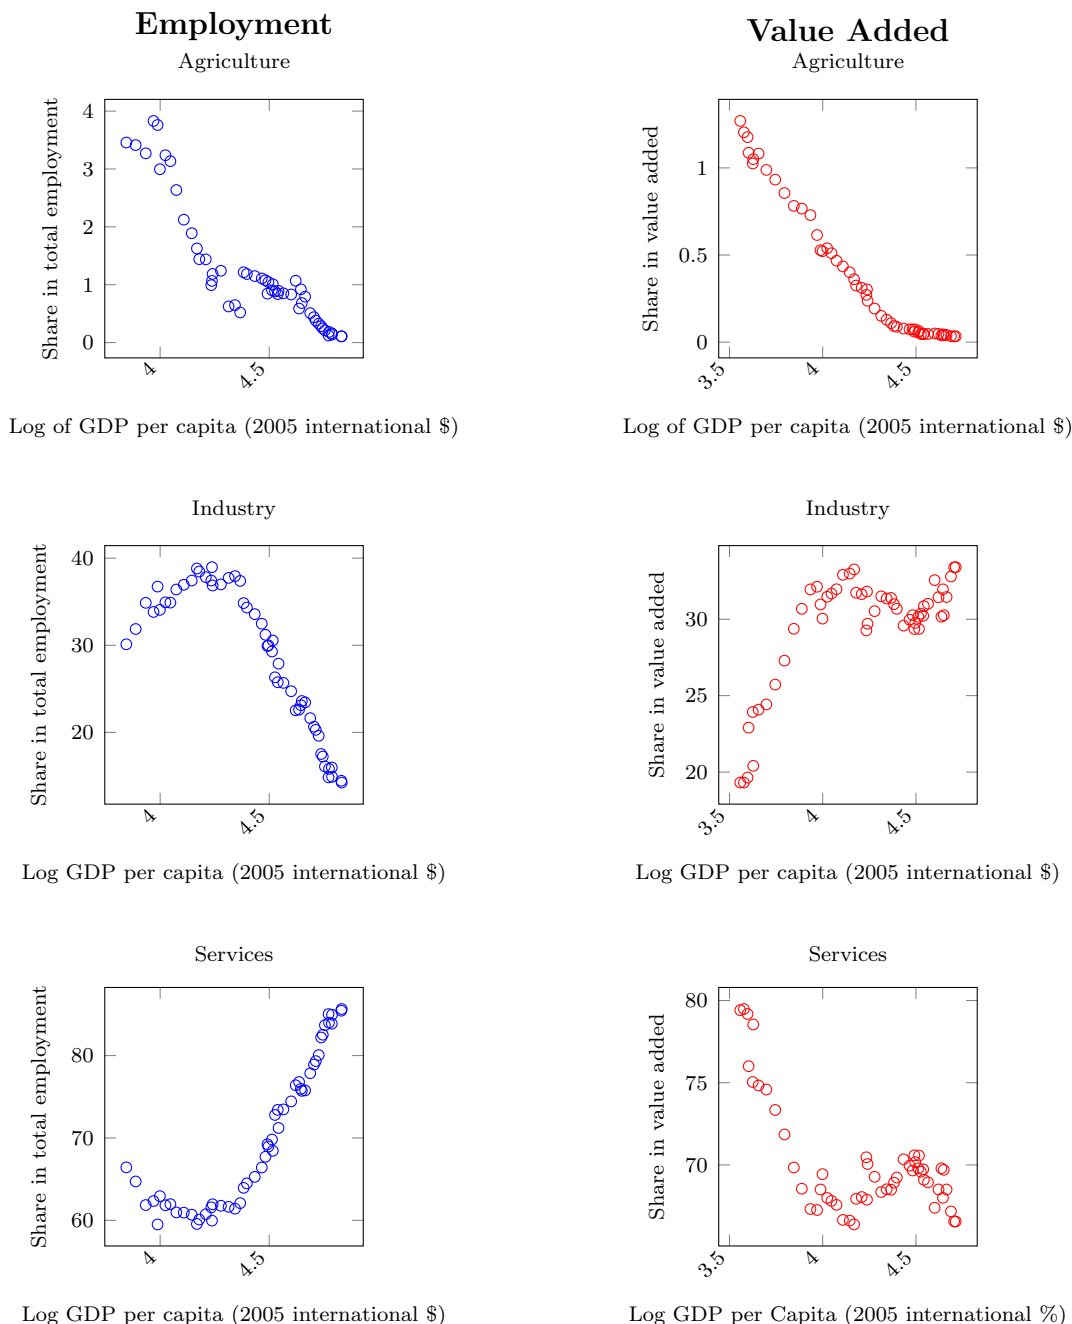 Employment
Value Added
Agriculture
Agriculture
Share in total employment
4
3
2
1
0
4
4.5
Log of GDP per capita (2005 international $)
Share in value added
1
0.5
0
3.5
4
4.5
Log of GDP per capita (2005 international $)
Industry
Industry
Share in total employment
40
30
20
4
4.5
Log GDP per capita (2005 international $)
Share in value added
30
25
20
3.5
4
4.5
Log GDP per capita (2005 international $)
Services
Services
Share in total employment
80
70
60
4
4.5
Log GDP per capita (2005 international $)
Share in value added
80
75
70
3.5
4
4.5
Log GDP per Capita (2005 international %)